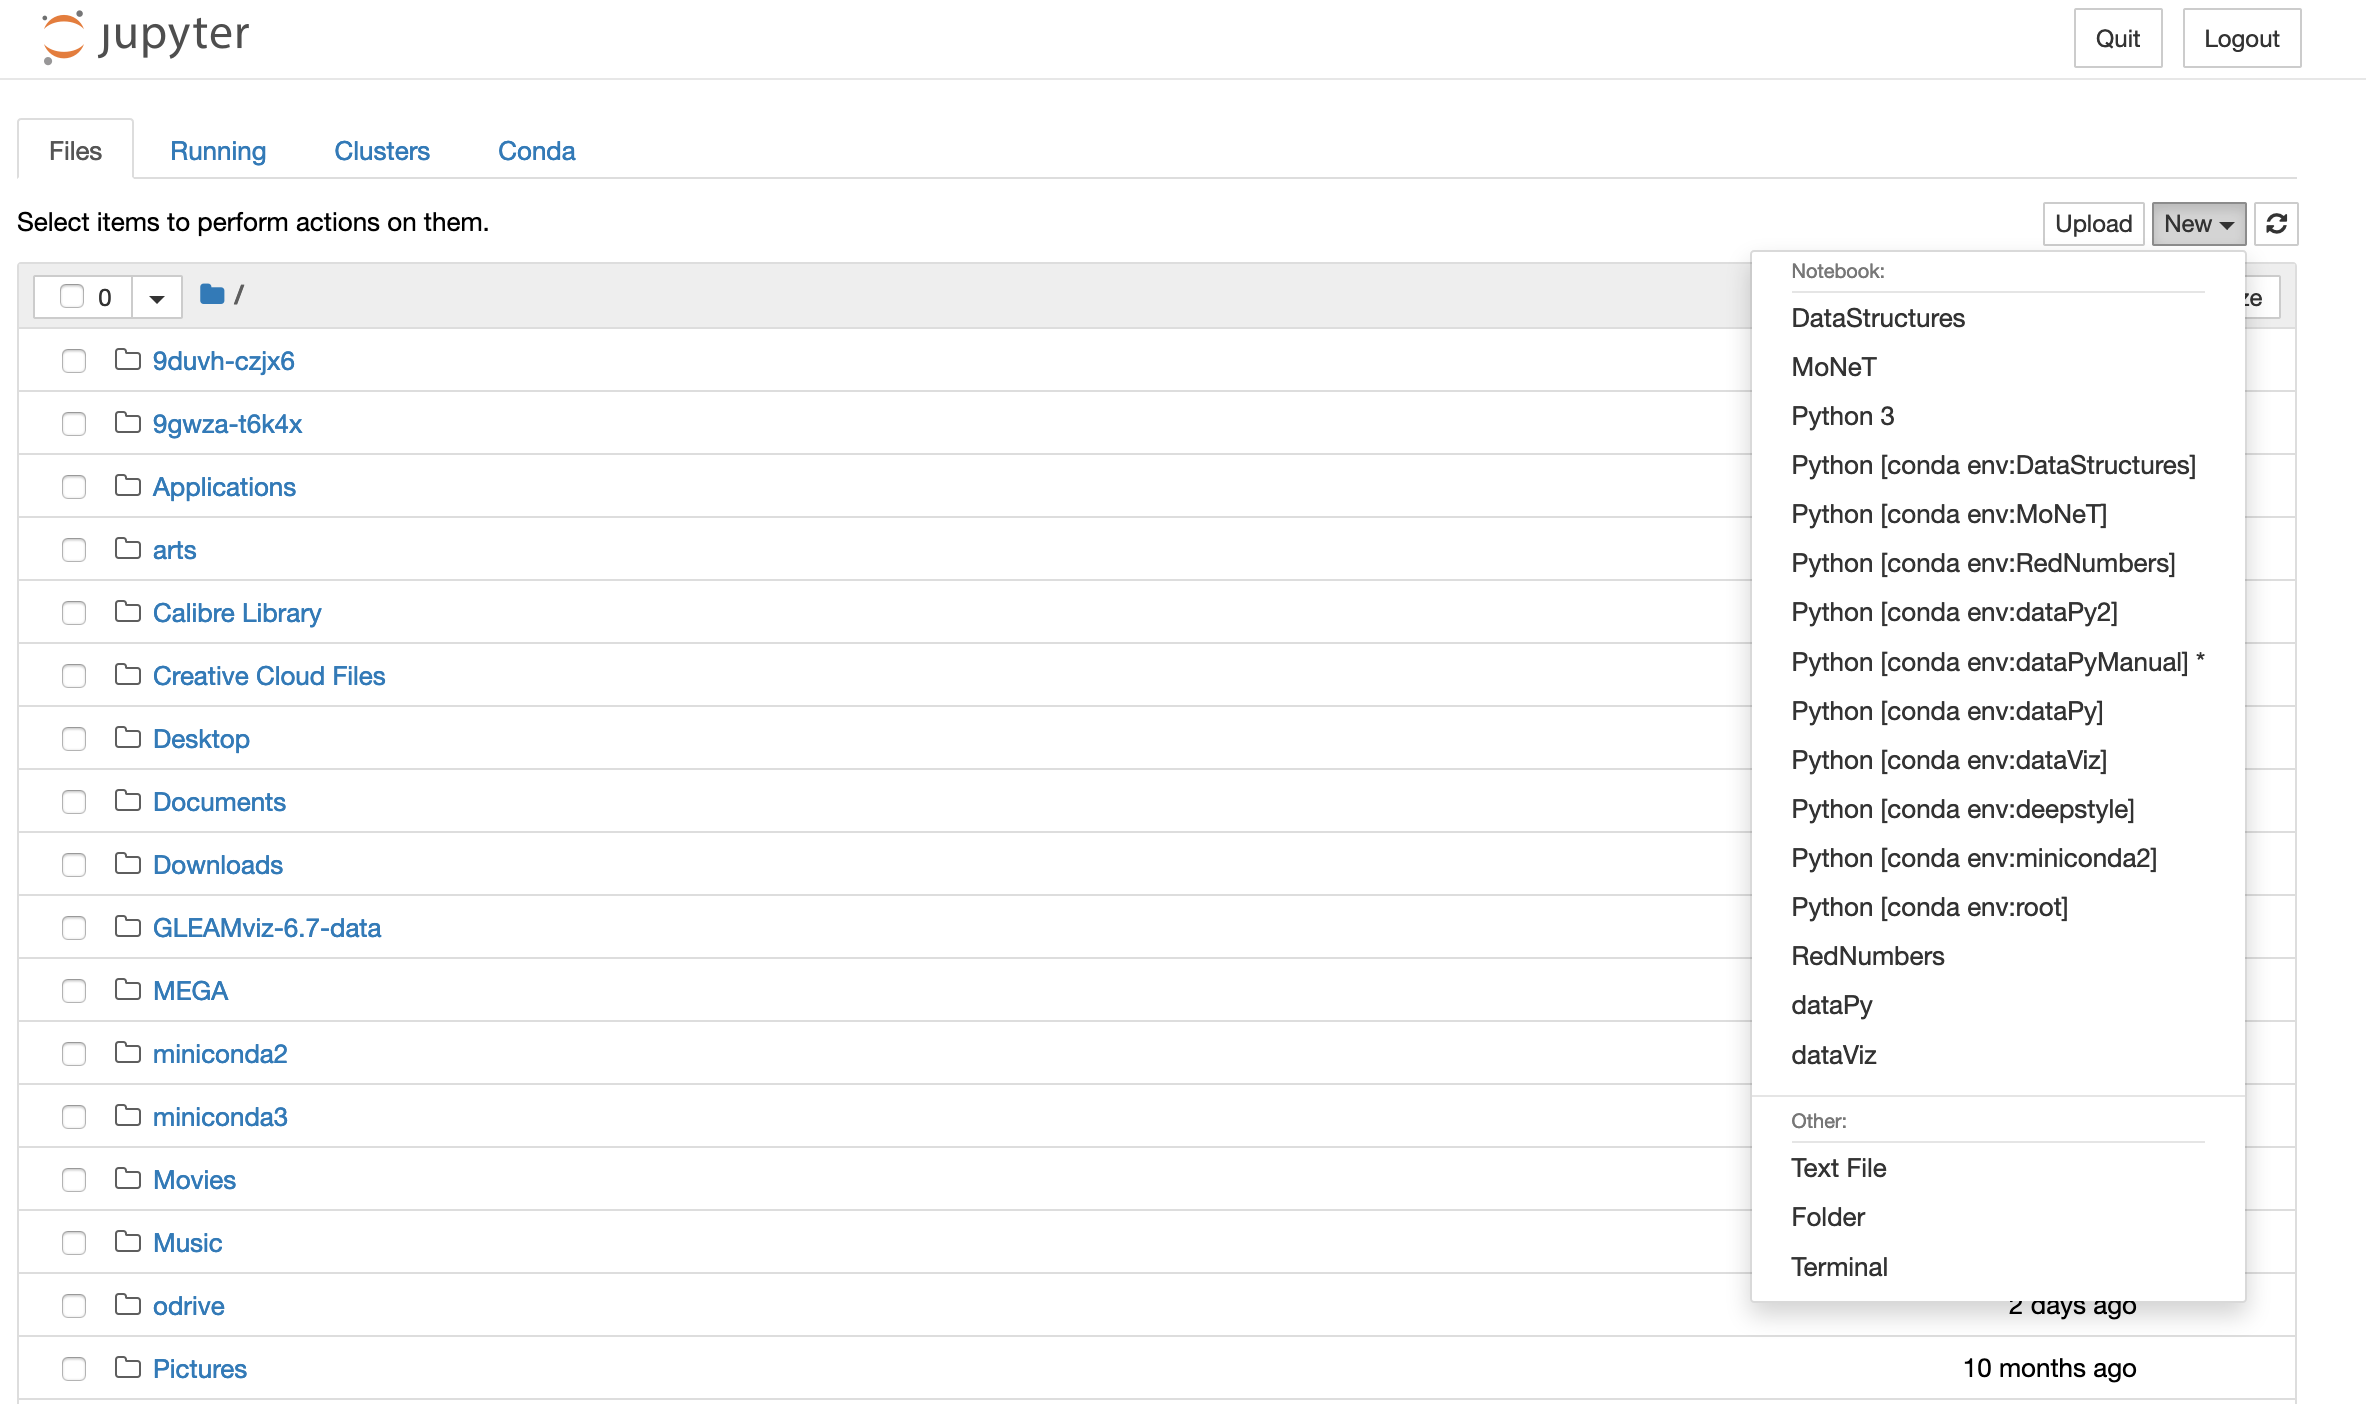 jupyter
Quit Logout
Files Running Clusters Conda
Select items to perform actions on them.
Upload New
0 /
Notebook:
DataStructures
MoNeT
Python 3
Python [conda env:DataStructures]
Python [conda env:MoNeT]
Python [conda env:RedNumbers]
Python [conda env:dataPy2]
Python [conda env:dataPyManual] *
Python [conda env:dataPy]
Python [conda env:dataViz]
Python [conda env:deepstyle]
Python [conda env:miniconda2]
Python [conda env:root]
RedNumbers
dataPy
dataViz
Other:
Text File
Folder
Terminal
9duvh-czjx6
9gwza-t6k4x
Applications
arts
Calibre Library
Creative Cloud Files
Desktop
Documents
Downloads
GLEAMviz-6.7-data
MEGA
miniconda2
miniconda3
Movies
Music
odrive 2 days ago
Pictures 10 months ago